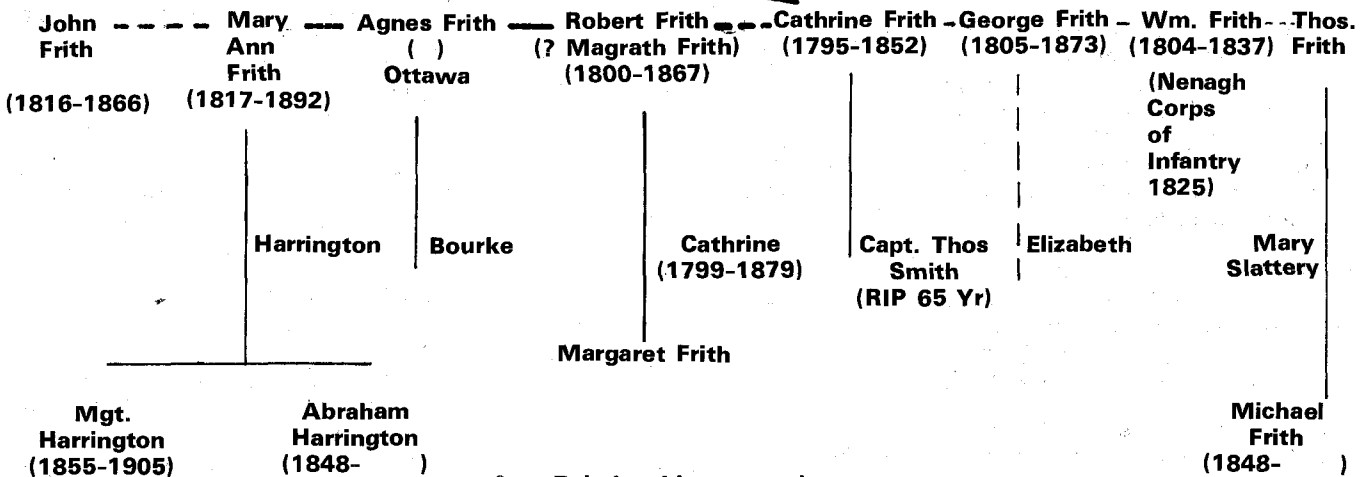 John
Frith
(1816-1866)
Mary
Ann
Frith
(1817-1892)
Agnes Frith
( )
Ottawa
Robert Frith
(? Magrath Frith)
(1800-1867)
Cathrine Frith
(1795-1852)
George Frith
(1805-1873)
Wm. Frith
(1804-1837)
(Nenagh
Corps
of
Infantry
1825)
Thos.
Frith
Harrington
Bourke
Cathrine
(1799-1879)
Capt. Thos
Smith
(RIP 65 Yr)
Elizabeth
Mary
Slattery
Margaret Frith
Mgt.
Harrington
(1855-1905)
Abraham
Harrington
(1848- )
Michael
Frith
(1848- )